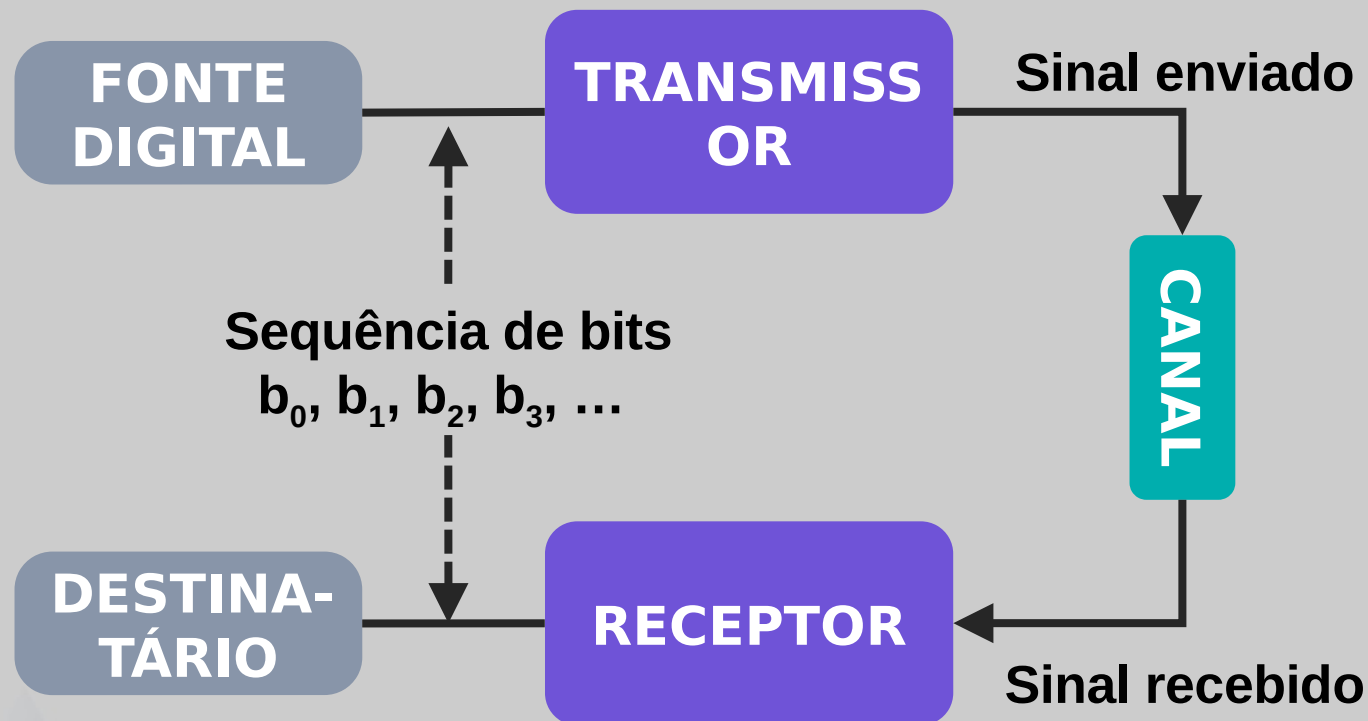 FONTE
DIGITAL
TRANSMISS
OR
Sinal enviado
CANAL
Sequência de bits
b₀, b₁, b₂, b₃, …
DESTINA-
TÁRIO
RECEPTOR
Sinal recebido